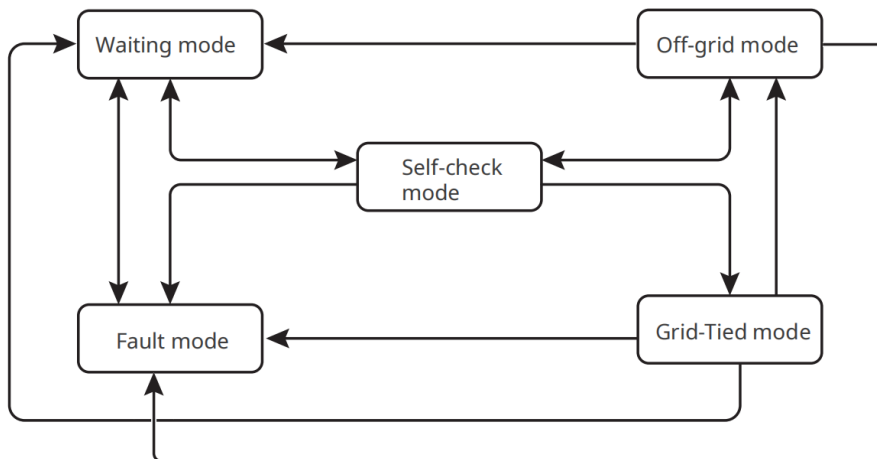 Waiting mode
Off-grid mode
Self-check
mode
Fault mode
Grid-Tied mode